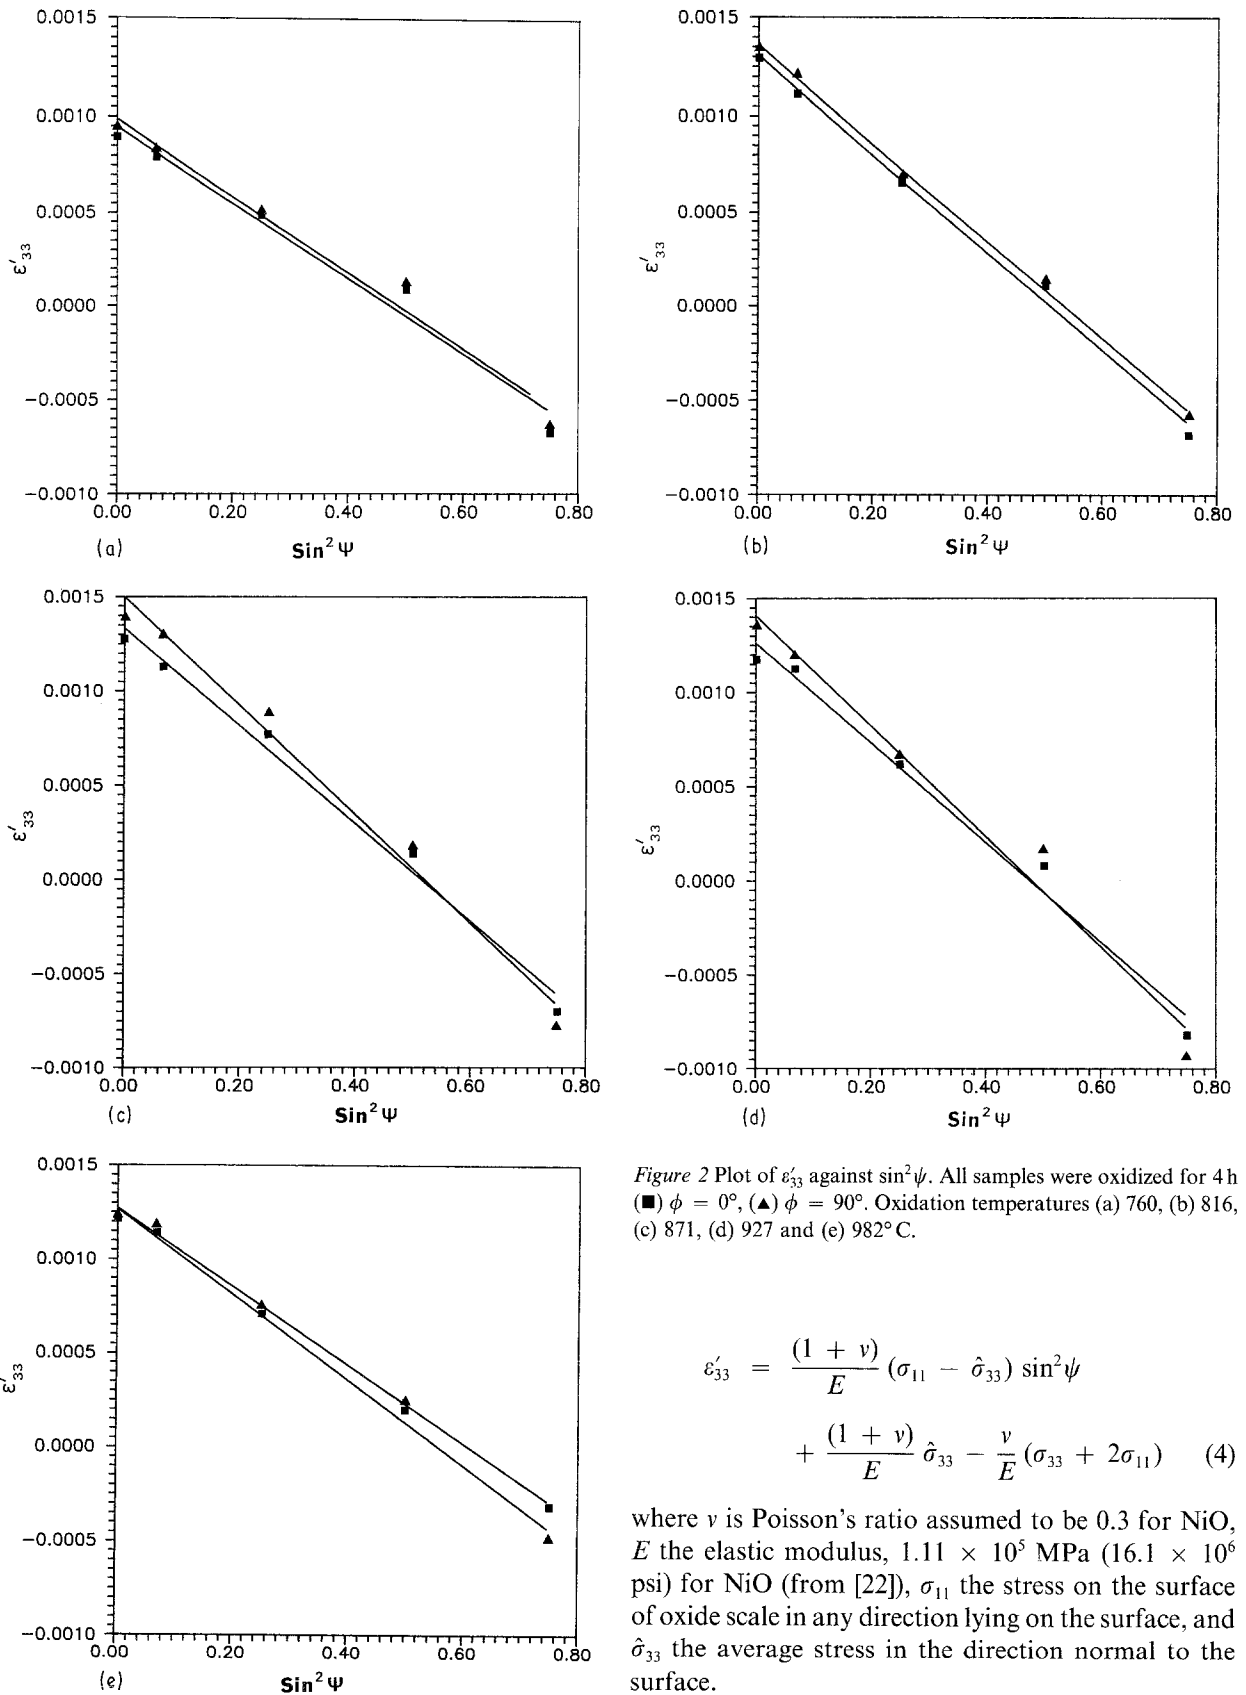 0.0015
0.0010
0.0005
0.0000
−0.0005
−0.0010
ε′33
0.00 0.20 0.40 0.60 0.80
(a) Sin² Ψ
0.0015
0.0010
0.0005
0.0000
−0.0005
−0.0010
ε′33
0.00 0.20 0.40 0.60 0.80
(b) Sin² Ψ
0.0015
0.0010
0.0005
0.0000
−0.0005
−0.0010
ε′33
0.00 0.20 0.40 0.60 0.80
(c) Sin² Ψ
0.0015
0.0010
0.0005
0.0000
−0.0005
−0.0010
ε′33
0.00 0.20 0.40 0.60 0.80
(d) Sin² Ψ
0.0015
0.0010
0.0005
0.0000
−0.0005
−0.0010
ε′33
0.00 0.20 0.40 0.60 0.80
(e) Sin² Ψ
Figure 2 Plot of ε′33 against sin²ψ. All samples were oxidized for 4 h
(■) φ = 0°, (▲) φ = 90°. Oxidation temperatures (a) 760, (b) 816,
(c) 871, (d) 927 and (e) 982° C.
ε′33 = (1 + ν)/E (σ11 − σ̂33) sin²ψ
+ (1 + ν)/E σ̂33 − ν/E (σ33 + 2σ11) (4)
where ν is Poisson's ratio assumed to be 0.3 for NiO,
E the elastic modulus, 1.11 × 10⁵ MPa (16.1 × 10⁶
psi) for NiO (from [22]), σ11 the stress on the surface
of oxide scale in any direction lying on the surface, and
σ̂33 the average stress in the direction normal to the
surface.